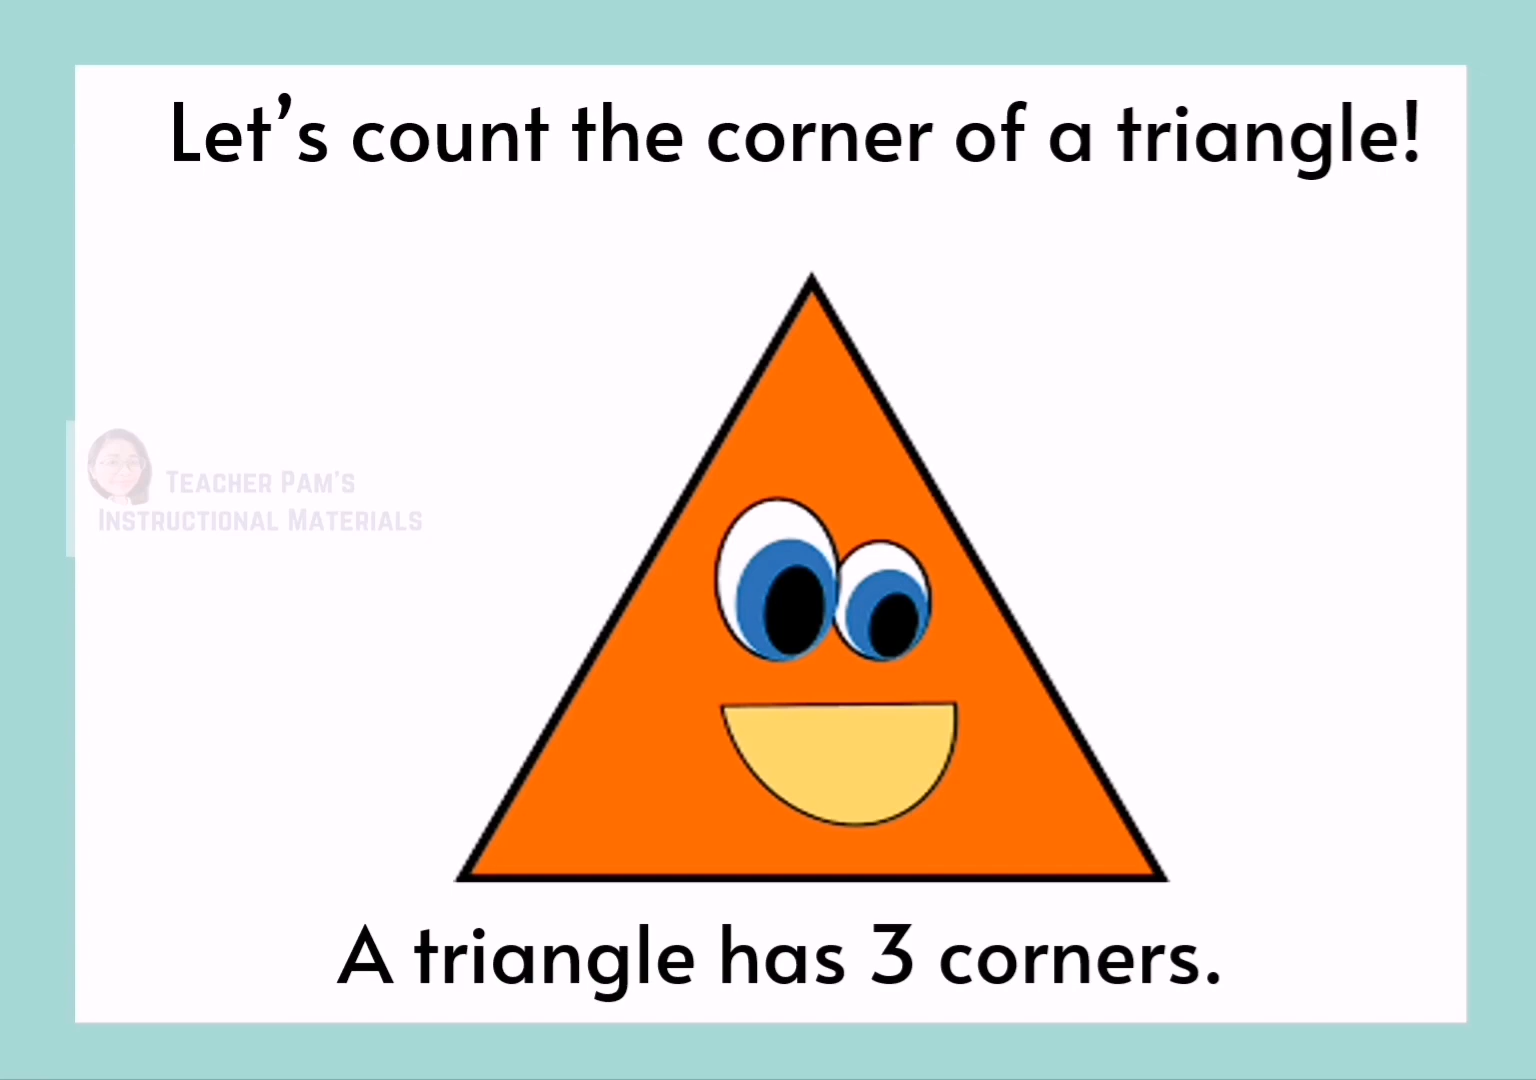 Let’s count the corner of a triangle!
TEACHER PAM'S
INSTRUCTIONAL MATERIALS
A triangle has 3 corners.